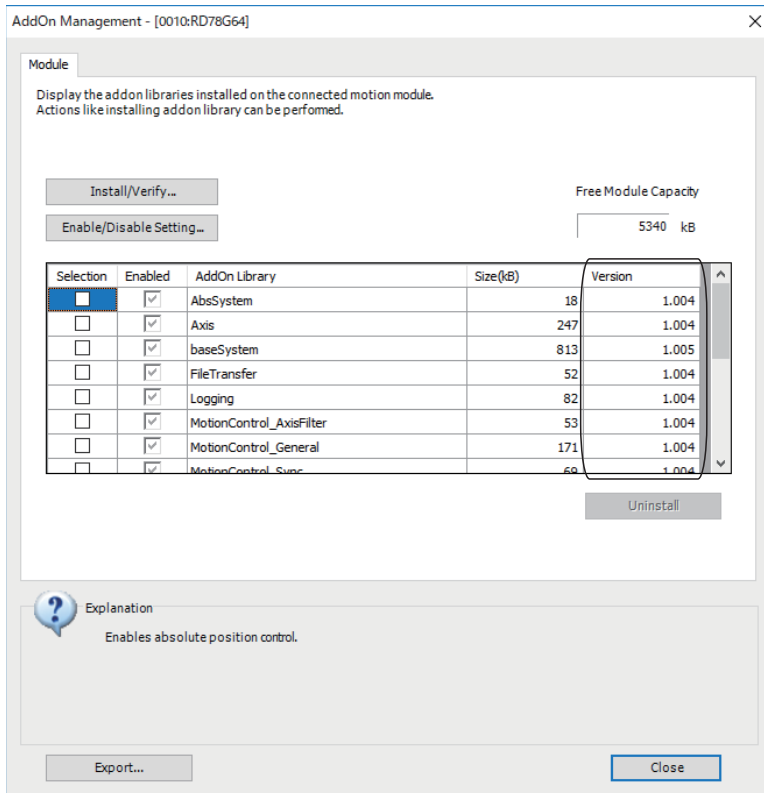 AddOn Management - [0010:RD78G64]
Module
Display the addon libraries installed on the connected motion module.
Actions like installing addon library can be performed.
Install/Verify...
Free Module Capacity
Enable/Disable Setting...
5340 kB
Selection Enabled AddOn Library Size(kB) Version
AbsSystem 18 1.004
Axis 247 1.004
baseSystem 813 1.005
FileTransfer 52 1.004
Logging 82 1.004
MotionControl_AxisFilter 53 1.004
MotionControl_General 171 1.004
MotionControl_Sync 69 1.004
Uninstall
Explanation
Enables absolute position control.
Export... Close